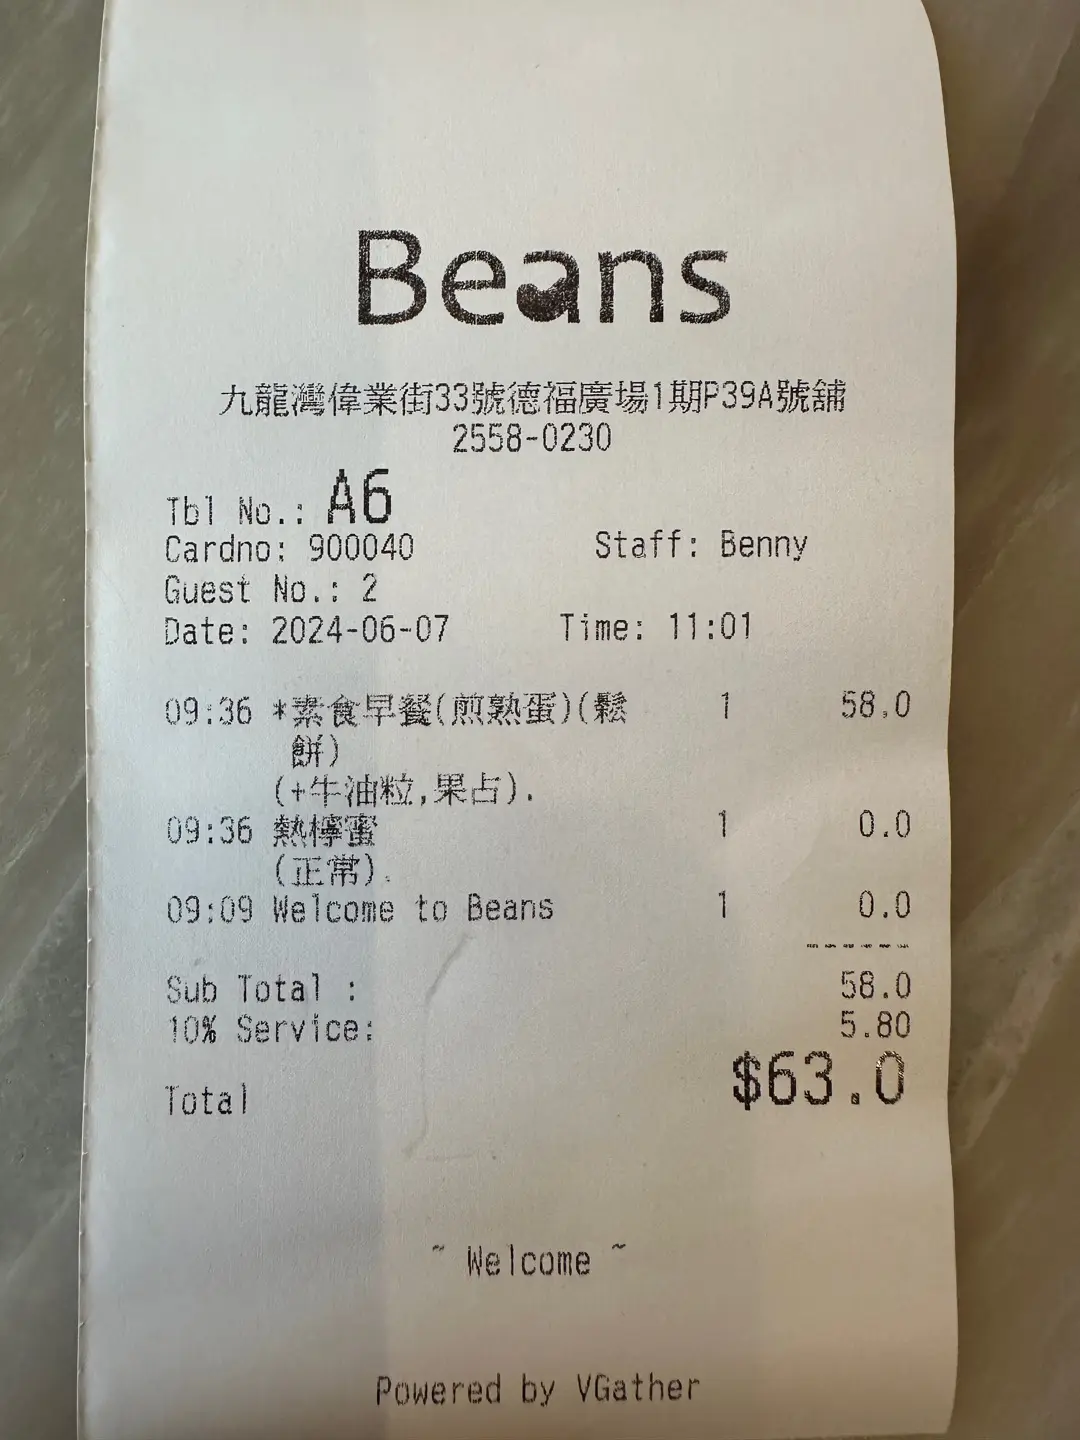 Beans
九龍灣偉業街33號德福廣場1期P39A號舖
2558-0230
Tbl No.: A6
Cardno: 900040 Staff: Benny
Guest No.: 2
Date: 2024-06-07 Time: 11:01
09:36 *素食早餐(煎熟蛋)(鬆 1 58.0
餅)
(+牛油粒,果占).
09:36 熱檸蜜 1 0.0
(正常).
09:09 Welcome to Beans 1 0.0
------
Sub Total : 58.0
10% Service: 5.80
Total $63.0
~ Welcome ~
Powered by VGather